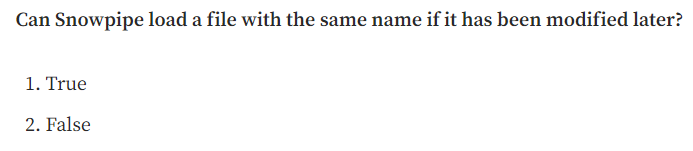 Can Snowpipe load a file with the same name if it has been modified later?
1. True
2. False